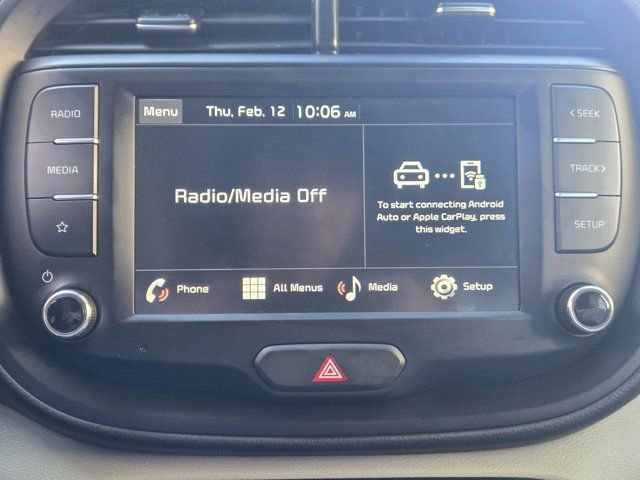 RADIO
MEDIA
Menu Thu, Feb. 12 10:06 AM
Radio/Media Off
To start connecting Android
Auto or Apple CarPlay, press
this widget.
Phone All Menus Media Setup
< SEEK
TRACK >
SETUP